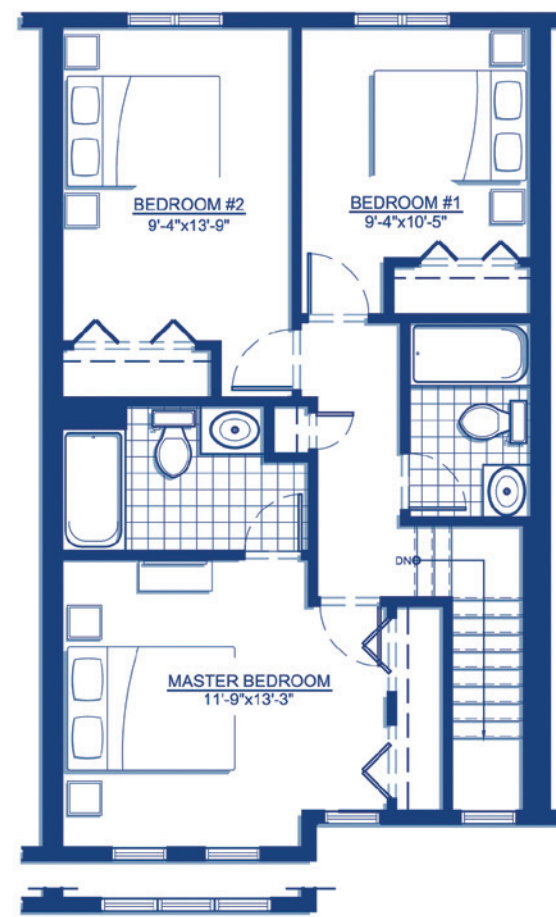 BEDROOM #2
9'-4"x13'-9"
BEDROOM #1
9'-4"x10'-5"
DN
MASTER BEDROOM
11'-9"x13'-3"